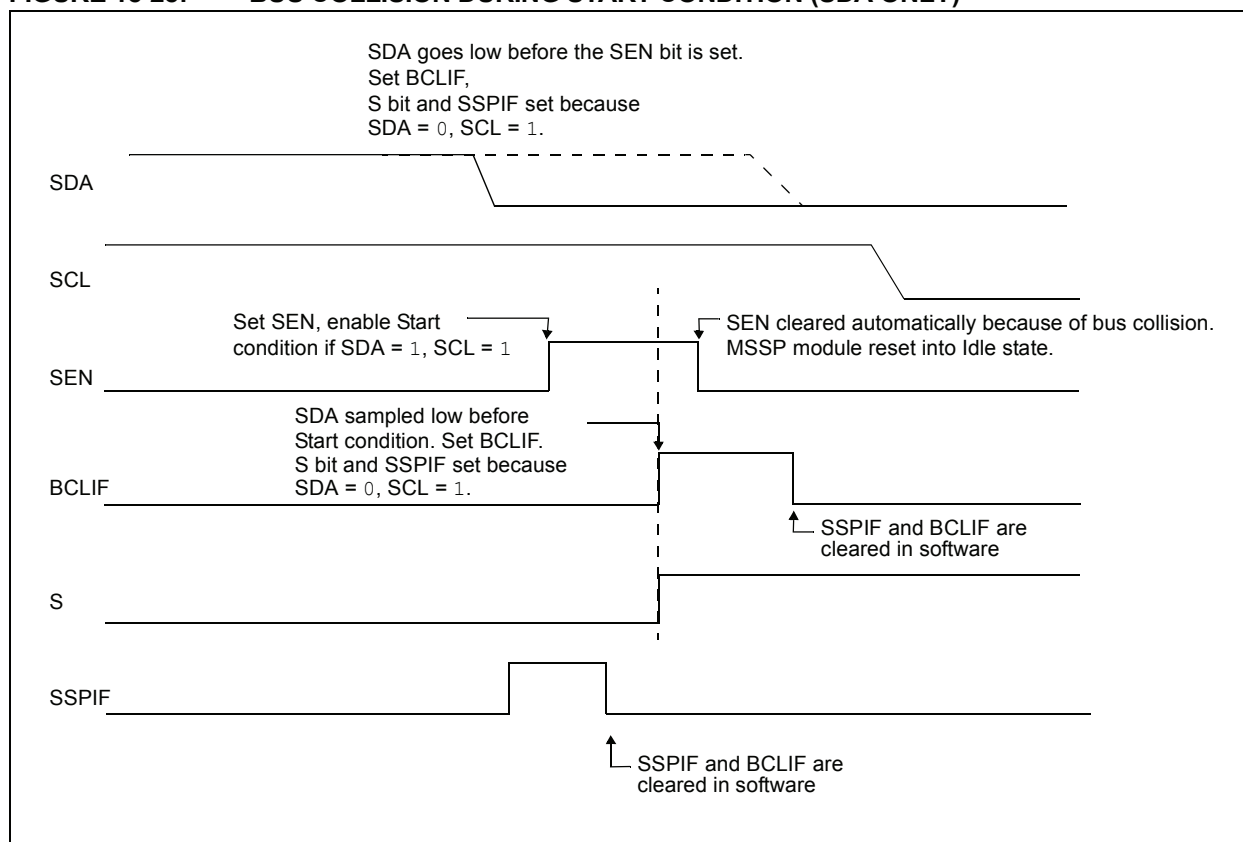 SDA goes low before the SEN bit is set.
Set BCLIF,
S bit and SSPIF set because
SDA = 0, SCL = 1.
SDA
SCL
Set SEN, enable Start
condition if SDA = 1, SCL = 1
SEN cleared automatically because of bus collision.
MSSP module reset into Idle state.
SEN
SDA sampled low before
Start condition. Set BCLIF.
S bit and SSPIF set because
SDA = 0, SCL = 1.
BCLIF
SSPIF and BCLIF are
cleared in software
S
SSPIF
SSPIF and BCLIF are
cleared in software